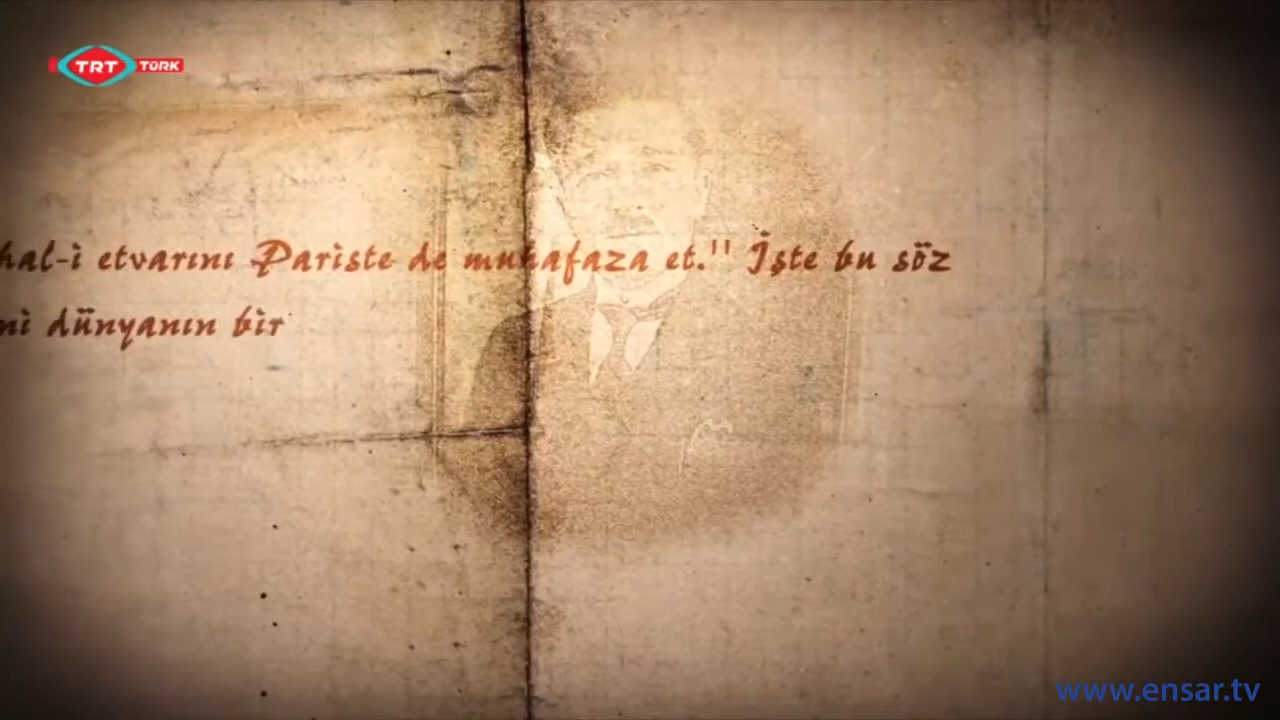 TRT TÜRK
hal-i etvarını Pariste de muhafaza et." İşte bu söz
ni dünyanın bir
www.ensar.tv